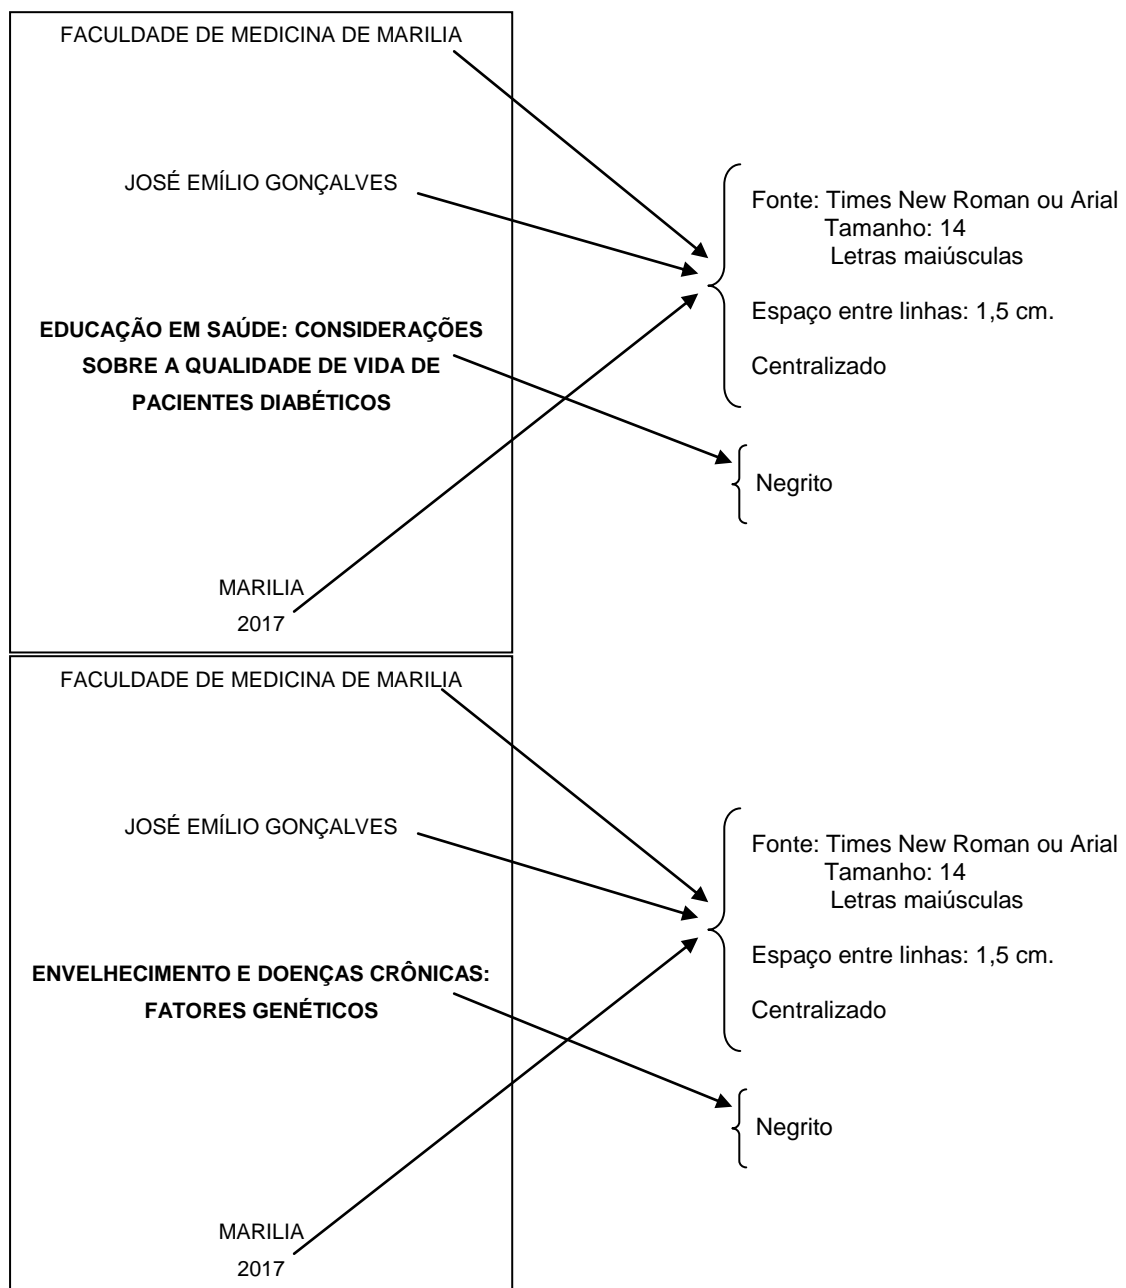 FACULDADE DE MEDICINA DE MARILIA
JOSÉ EMÍLIO GONÇALVES
EDUCAÇÃO EM SAÚDE: CONSIDERAÇÕES
SOBRE A QUALIDADE DE VIDA DE
PACIENTES DIABÉTICOS
MARILIA
2017
Fonte: Times New Roman ou Arial
Tamanho: 14
Letras maiúsculas
Espaço entre linhas: 1,5 cm.
Centralizado
Negrito
FACULDADE DE MEDICINA DE MARILIA
JOSÉ EMÍLIO GONÇALVES
ENVELHECIMENTO E DOENÇAS CRÔNICAS:
FATORES GENÉTICOS
MARILIA
2017
Fonte: Times New Roman ou Arial
Tamanho: 14
Letras maiúsculas
Espaço entre linhas: 1,5 cm.
Centralizado
Negrito